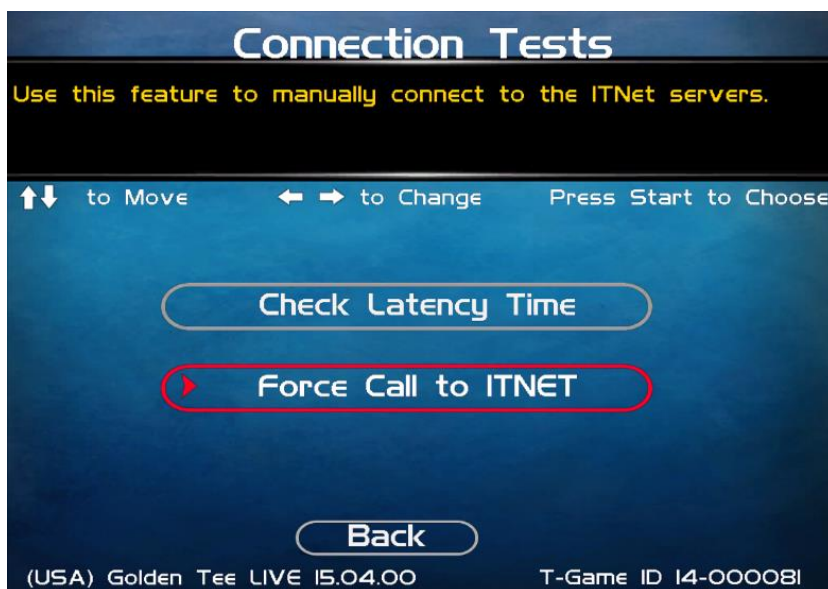 Connection Tests
Use this feature to manually connect to the ITNet servers.
to Move to Change Press Start to Choose
Check Latency Time
Force Call to ITNET
Back
(USA) Golden Tee LIVE 15.04.00 T-Game ID 14-000081